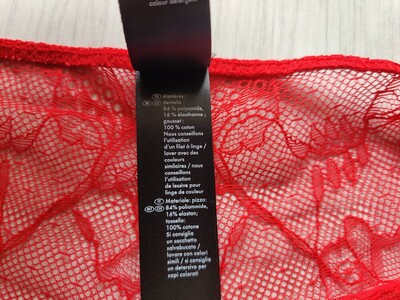 colour detergent
Matières :
dentelle
84 % polyamide,
16 % élasthanne ;
gousset :
100 % coton
Nous conseillons
l'utilisation
d'un filet à linge /
laver avec des
couleurs
similaires / nous
conseillons
l'utilisation
de lessive pour
linge de couleur
Materiale: pizzo:
84% poliammide,
16% elastan;
tassello:
100% cotone
Si consiglia
un sacchetto
salvabucato /
lavare con colori
simili / si consiglia
un detersivo per
capi colorati